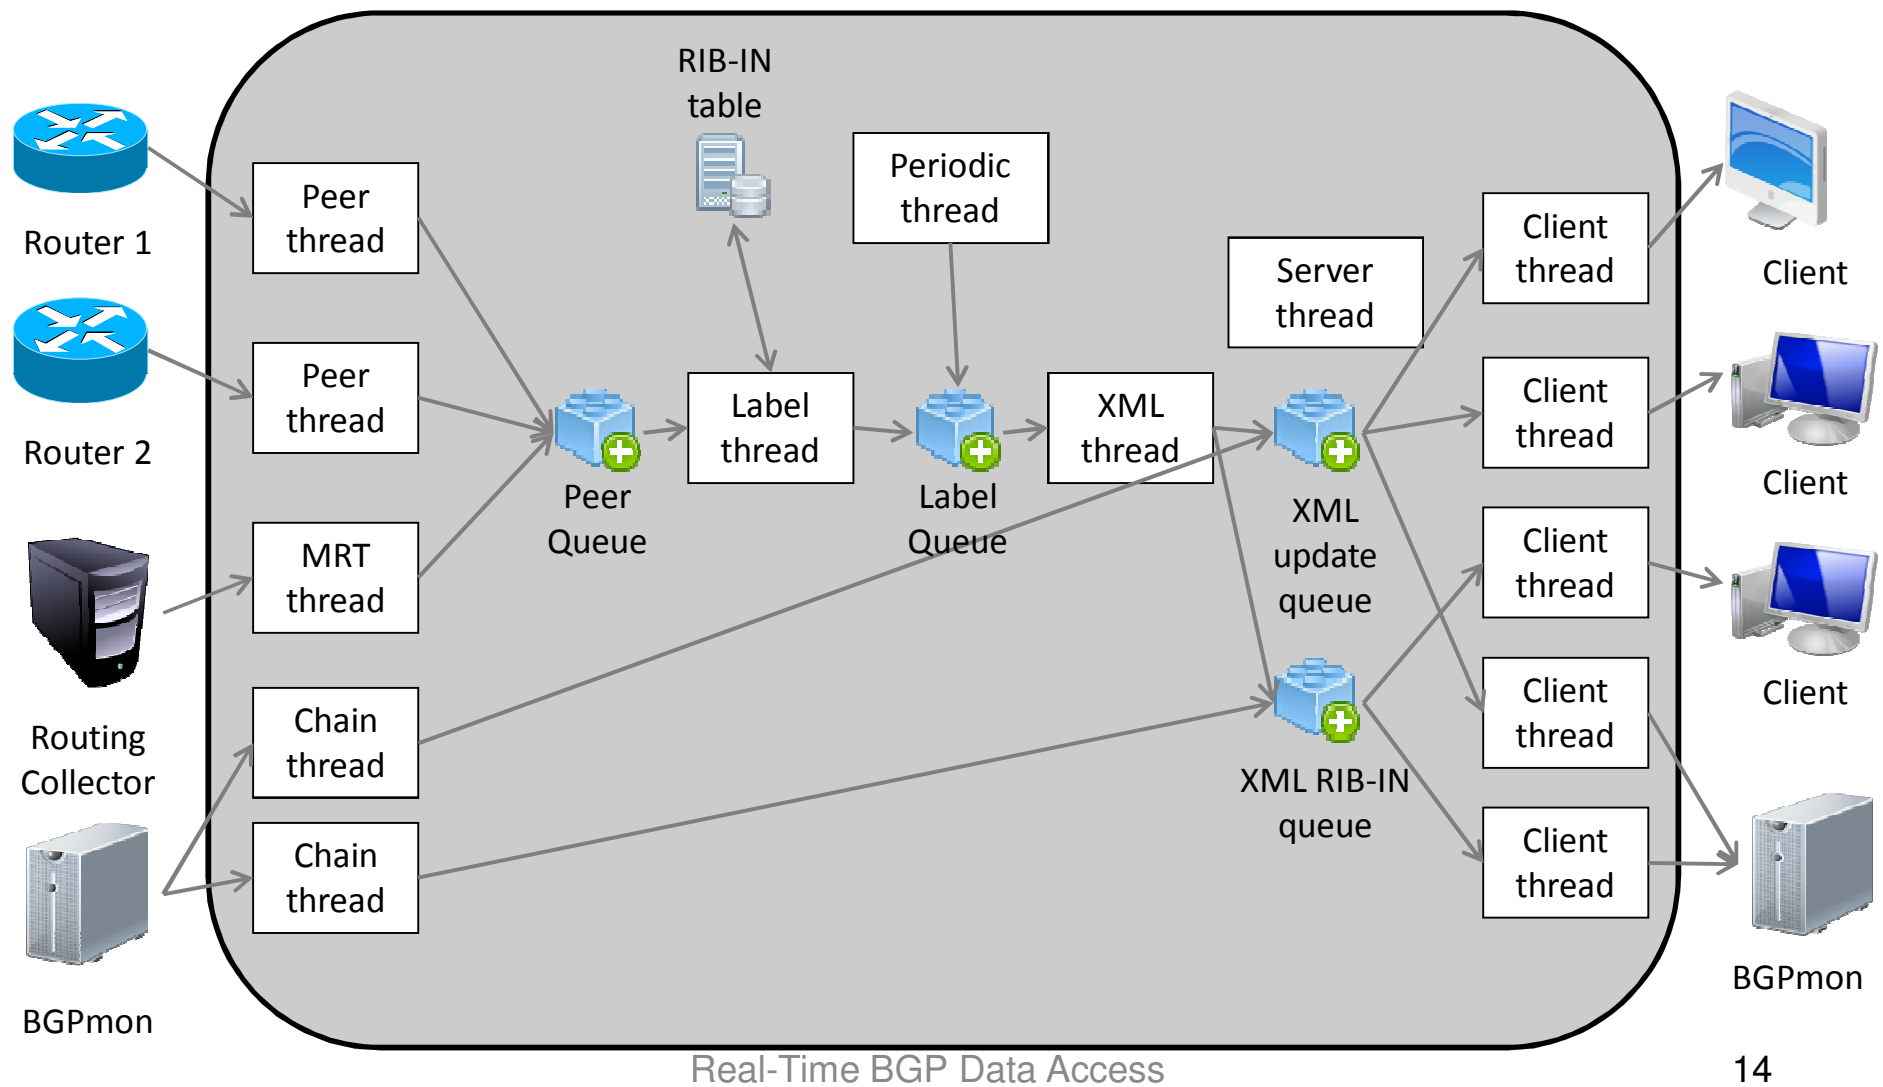 RIB-IN
table
Router 1
Router 2
Routing
Collector
BGPmon
Peer
thread
Peer
thread
MRT
thread
Chain
thread
Chain
thread
Peer
Queue
Label
thread
Periodic
thread
Label
Queue
XML
thread
Server
thread
XML
update
queue
XML RIB-IN
queue
Client
thread
Client
thread
Client
thread
Client
thread
Client
thread
Client
Client
Client
BGPmon
Real-Time BGP Data Access
14